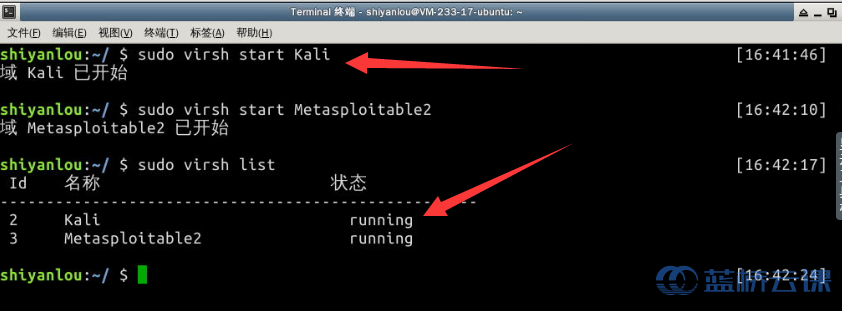 Terminal 终端 - shiyanlou@VM-233-17-ubuntu: ~
文件(F) 编辑(E) 视图(V) 终端(T) 标签(A) 帮助(H)
shiyanlou:~/ $ sudo virsh start Kali [16:41:46]
域 Kali 已开始
shiyanlou:~/ $ sudo virsh start Metasploitable2 [16:42:10]
域 Metasploitable2 已开始
shiyanlou:~/ $ sudo virsh list [16:42:17]
Id 名称 状态
----------------------------------------------------
2 Kali running
3 Metasploitable2 running
shiyanlou:~/ $ [16:42:24]
蓝桥云课